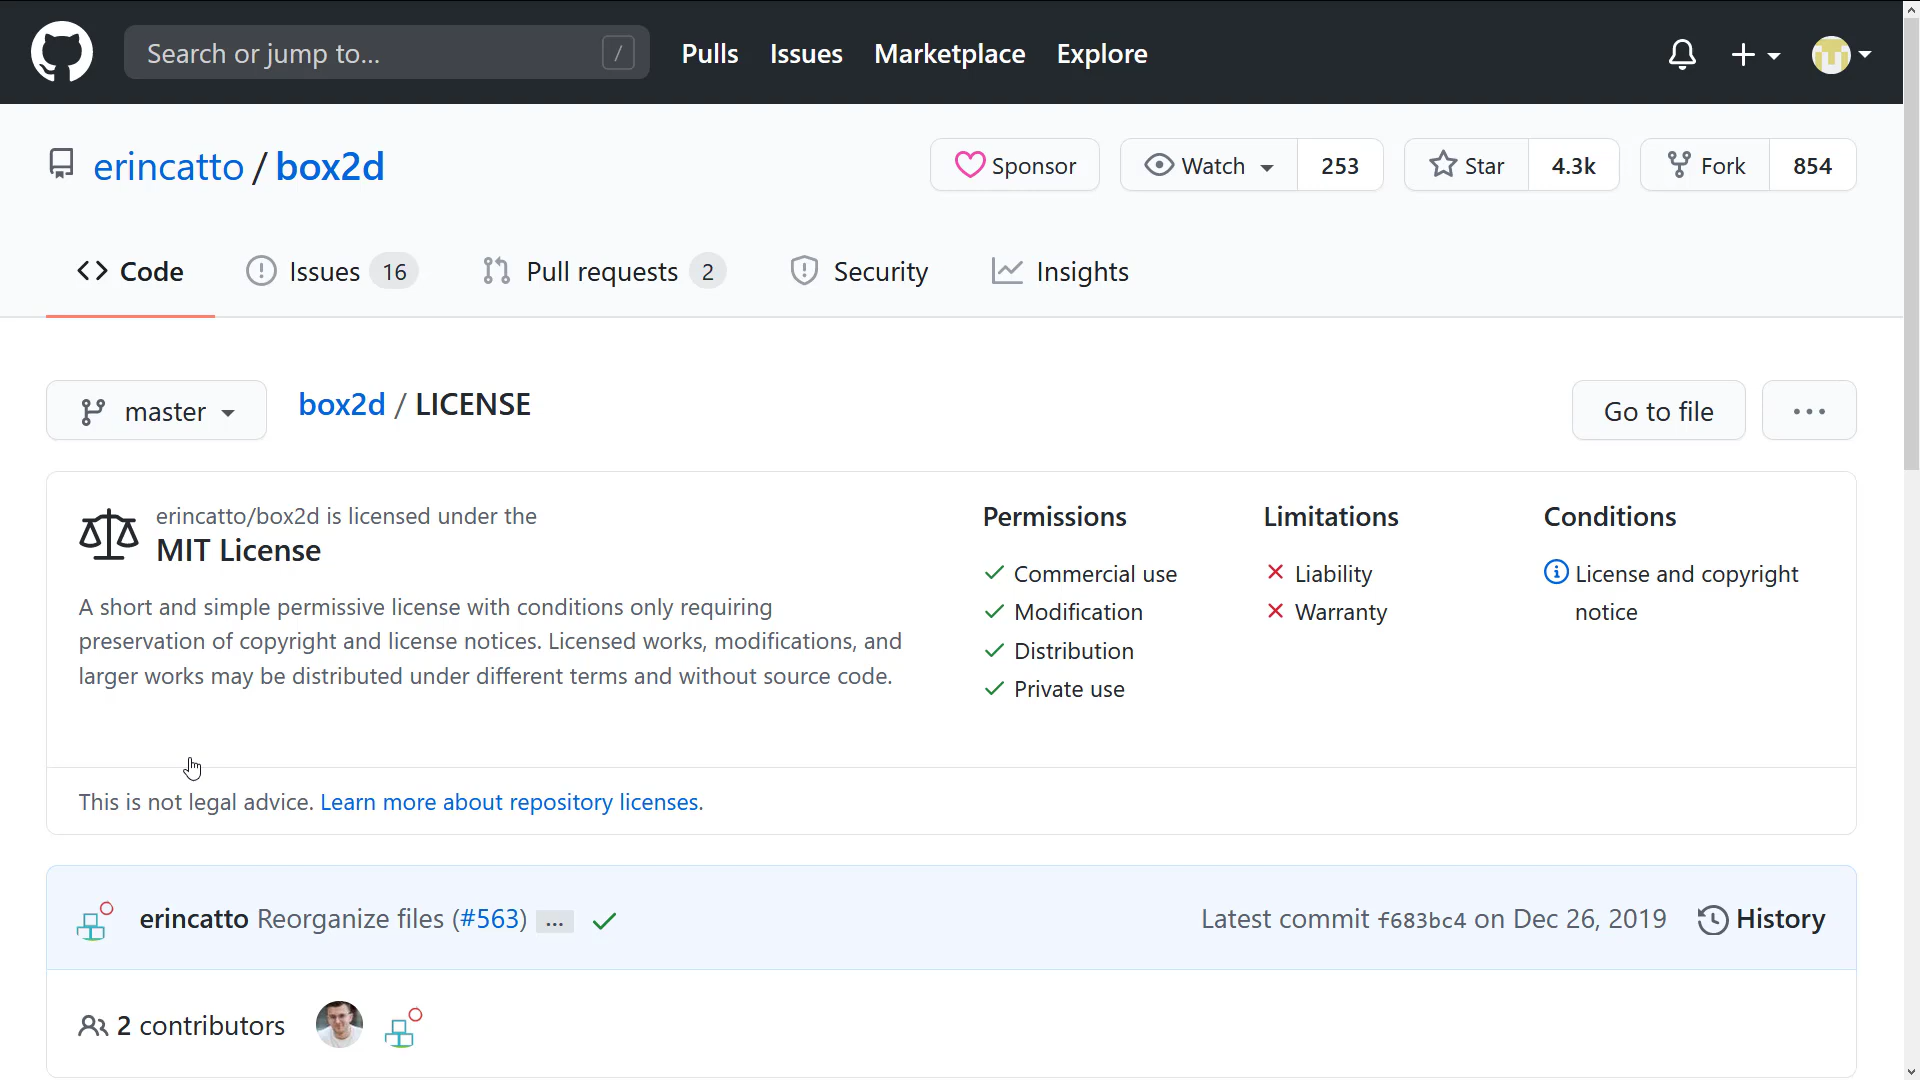 Search or jump to... / Pulls Issues Marketplace Explore
erincatto / box2d Sponsor Watch 253 Star 4.3k Fork 854
Code Issues 16 Pull requests 2 Security Insights
master box2d / LICENSE Go to file ...
erincatto/box2d is licensed under the
MIT License
A short and simple permissive license with conditions only requiring
preservation of copyright and license notices. Licensed works, modifications, and
larger works may be distributed under different terms and without source code.
Permissions
Commercial use
Modification
Distribution
Private use
Limitations
Liability
Warranty
Conditions
License and copyright
notice
This is not legal advice. Learn more about repository licenses.
erincatto Reorganize files (#563) ... Latest commit f683bc4 on Dec 26, 2019 History
2 contributors